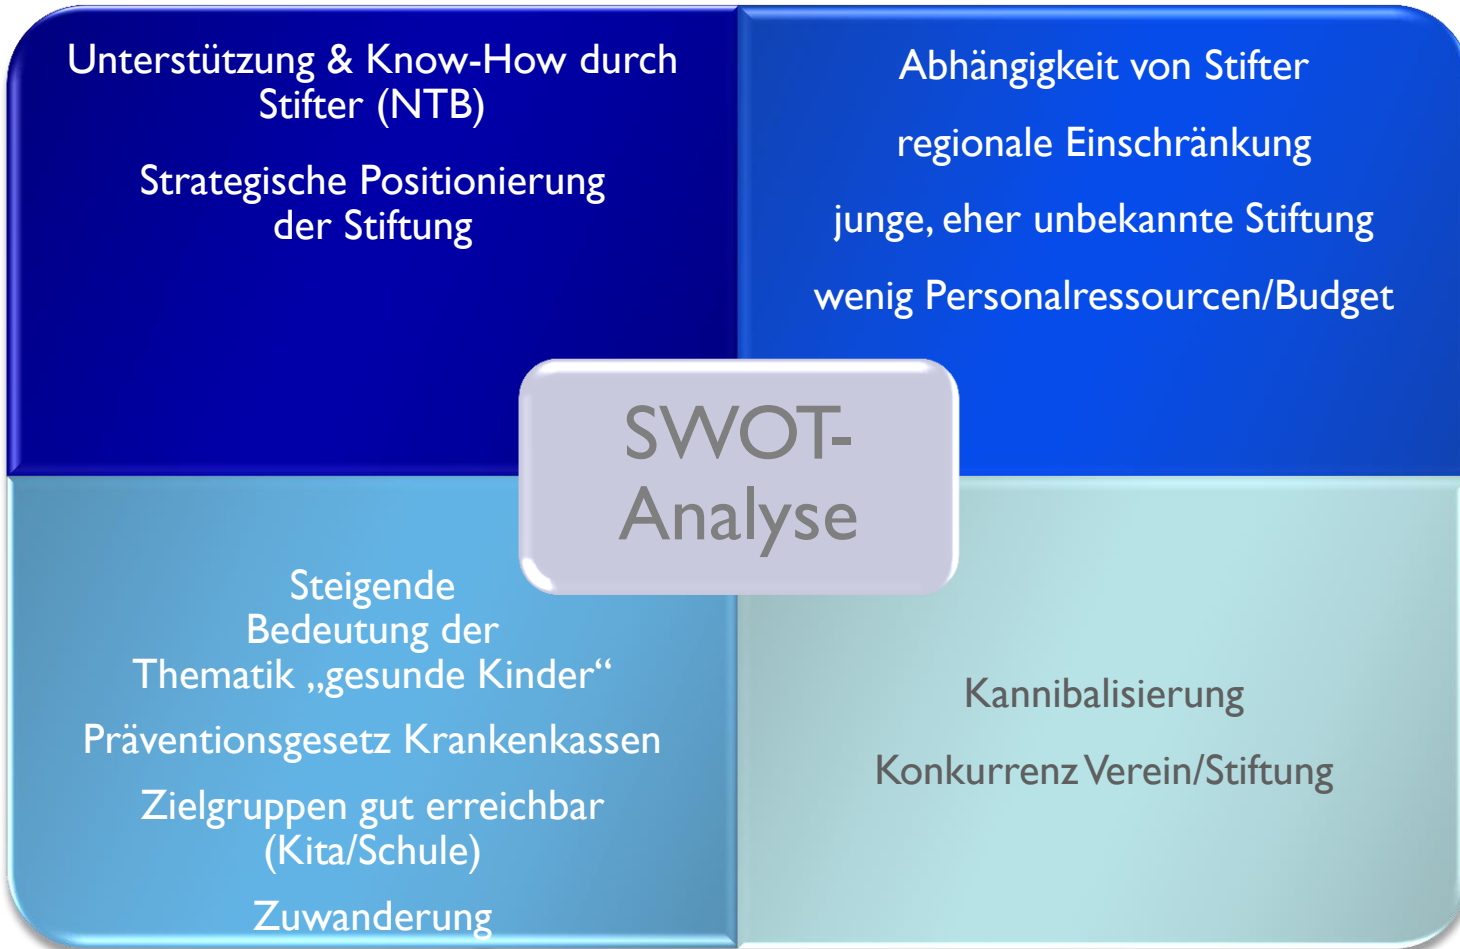 Unterstützung & Know-How durch
Stifter (NTB)
Strategische Positionierung
der Stiftung
Abhängigkeit von Stifter
regionale Einschränkung
junge, eher unbekannte Stiftung
wenig Personalressourcen/Budget
SWOT-
Analyse
Steigende
Bedeutung der
Thematik „gesunde Kinder“
Präventionsgesetz Krankenkassen
Zielgruppen gut erreichbar
(Kita/Schule)
Zuwanderung
Kannibalisierung
Konkurrenz Verein/Stiftung